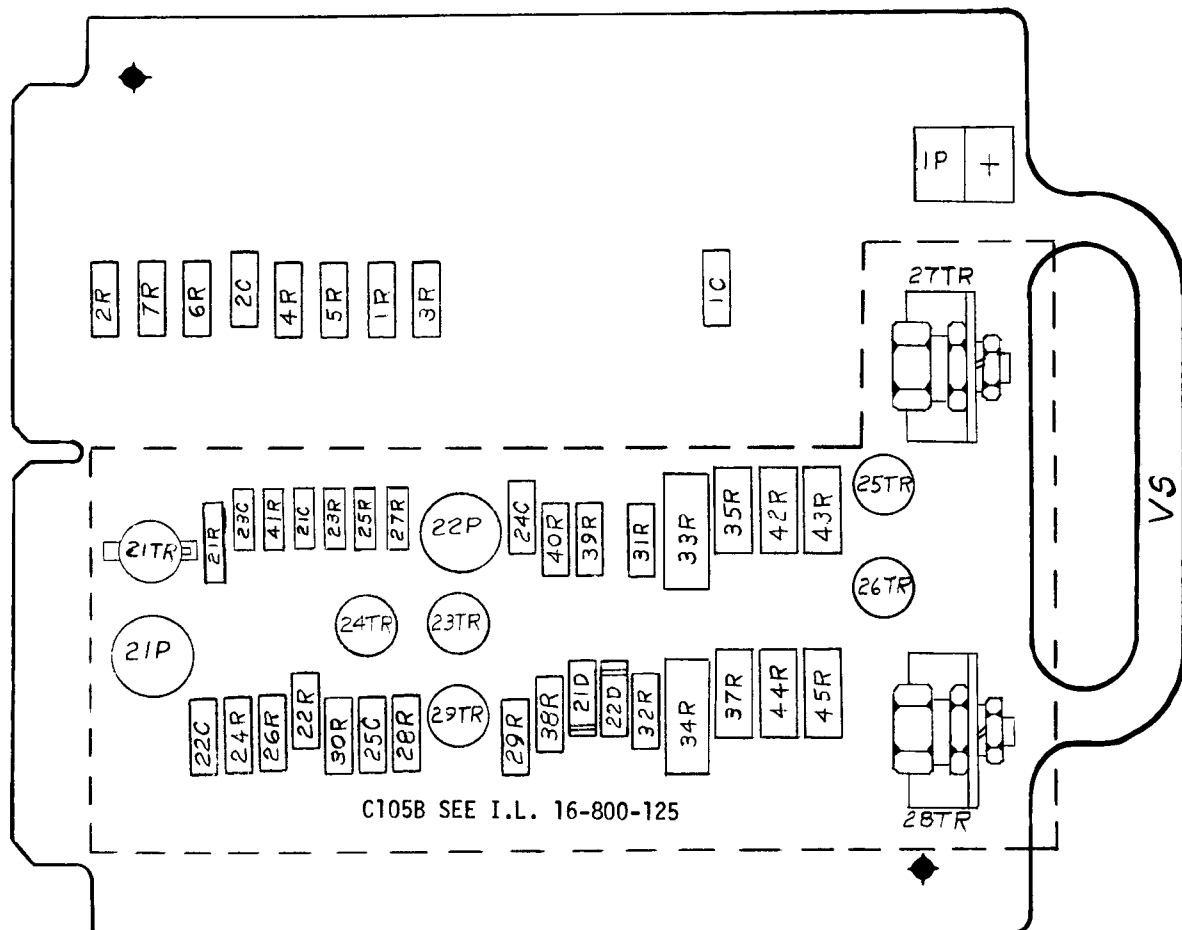 1P +
2R 7R 6R 2C 4R 5R 1R 3R 1C
27TR
VS
21TR 21R 23C 41R 21C 23R 25R 27R 22P 24C 40R 39R 31R 33R 35R 42R 43R 25TR
26TR
21P 24TR 23TR
22C 24R 26R 22R 30R 25C 28R 29TR 29R 38R 21D 22D 32R 34R 37R 44R 45R
C105B SEE I.L. 16-800-125
28TR